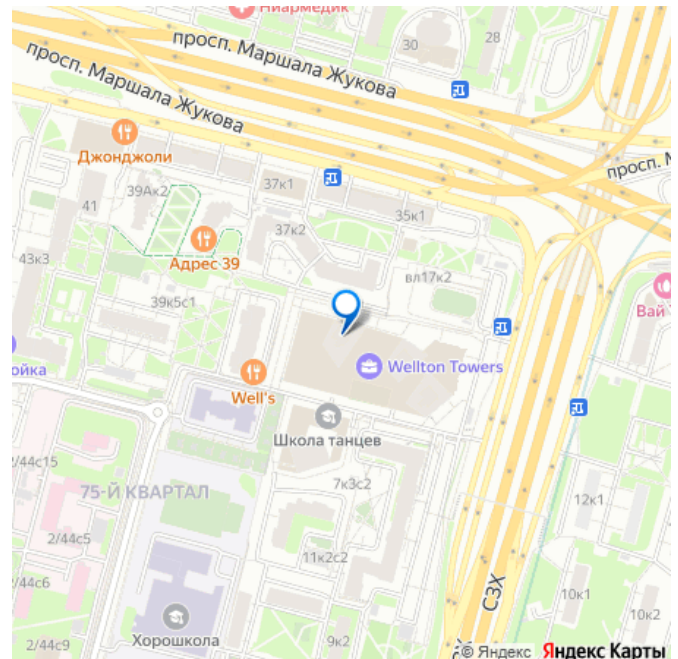 Ниармедик
28
30
просп. Маршала Жукова
просп. Маршала Жукова
просп. М
Джонджоли
39Ак2
37к1
41
35к1
37к2
Адрес 39
43к3
вл17к2
39к5с1
Вай
ойка
Wellton Towers
Well's
Школа танцев
2/44с15
7к3с2
75-Й КВАРТАЛ
12к1
2/44с5
11к2с2
2/44с6
СЗХ
10к1
10к2
Хорошкола
2/44с9
9к2
© Яндекс Яндекс Карты